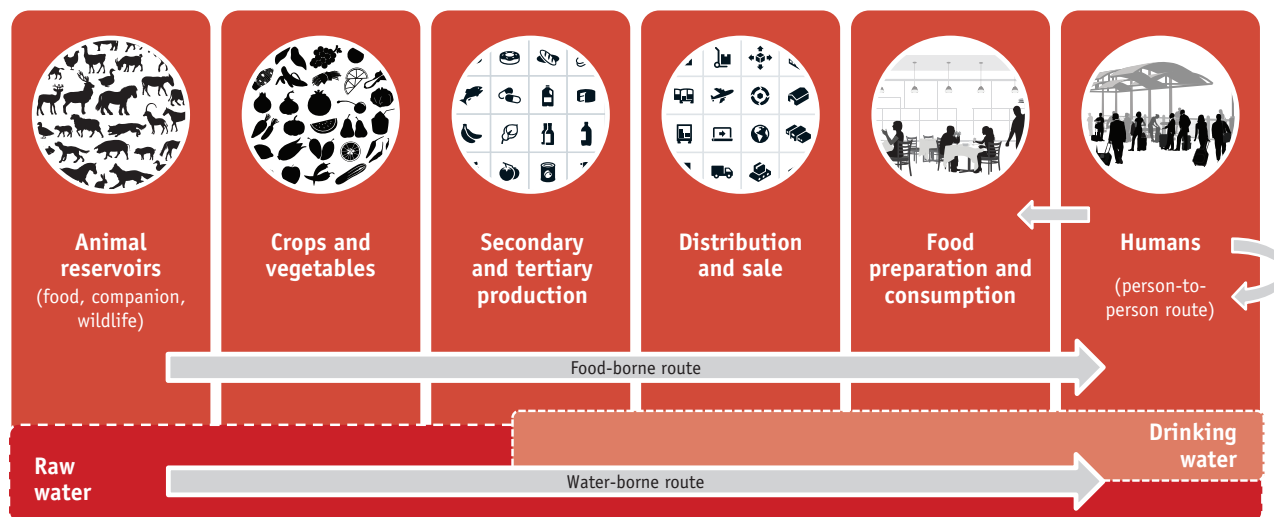 Animal
reservoirs
(food, companion,
wildlife)
Crops and
vegetables
Secondary
and tertiary
production
Distribution
and sale
Food
preparation and
consumption
Humans
(person-to-
person route)
Food-borne route
Drinking
water
Raw
water
Water-borne route